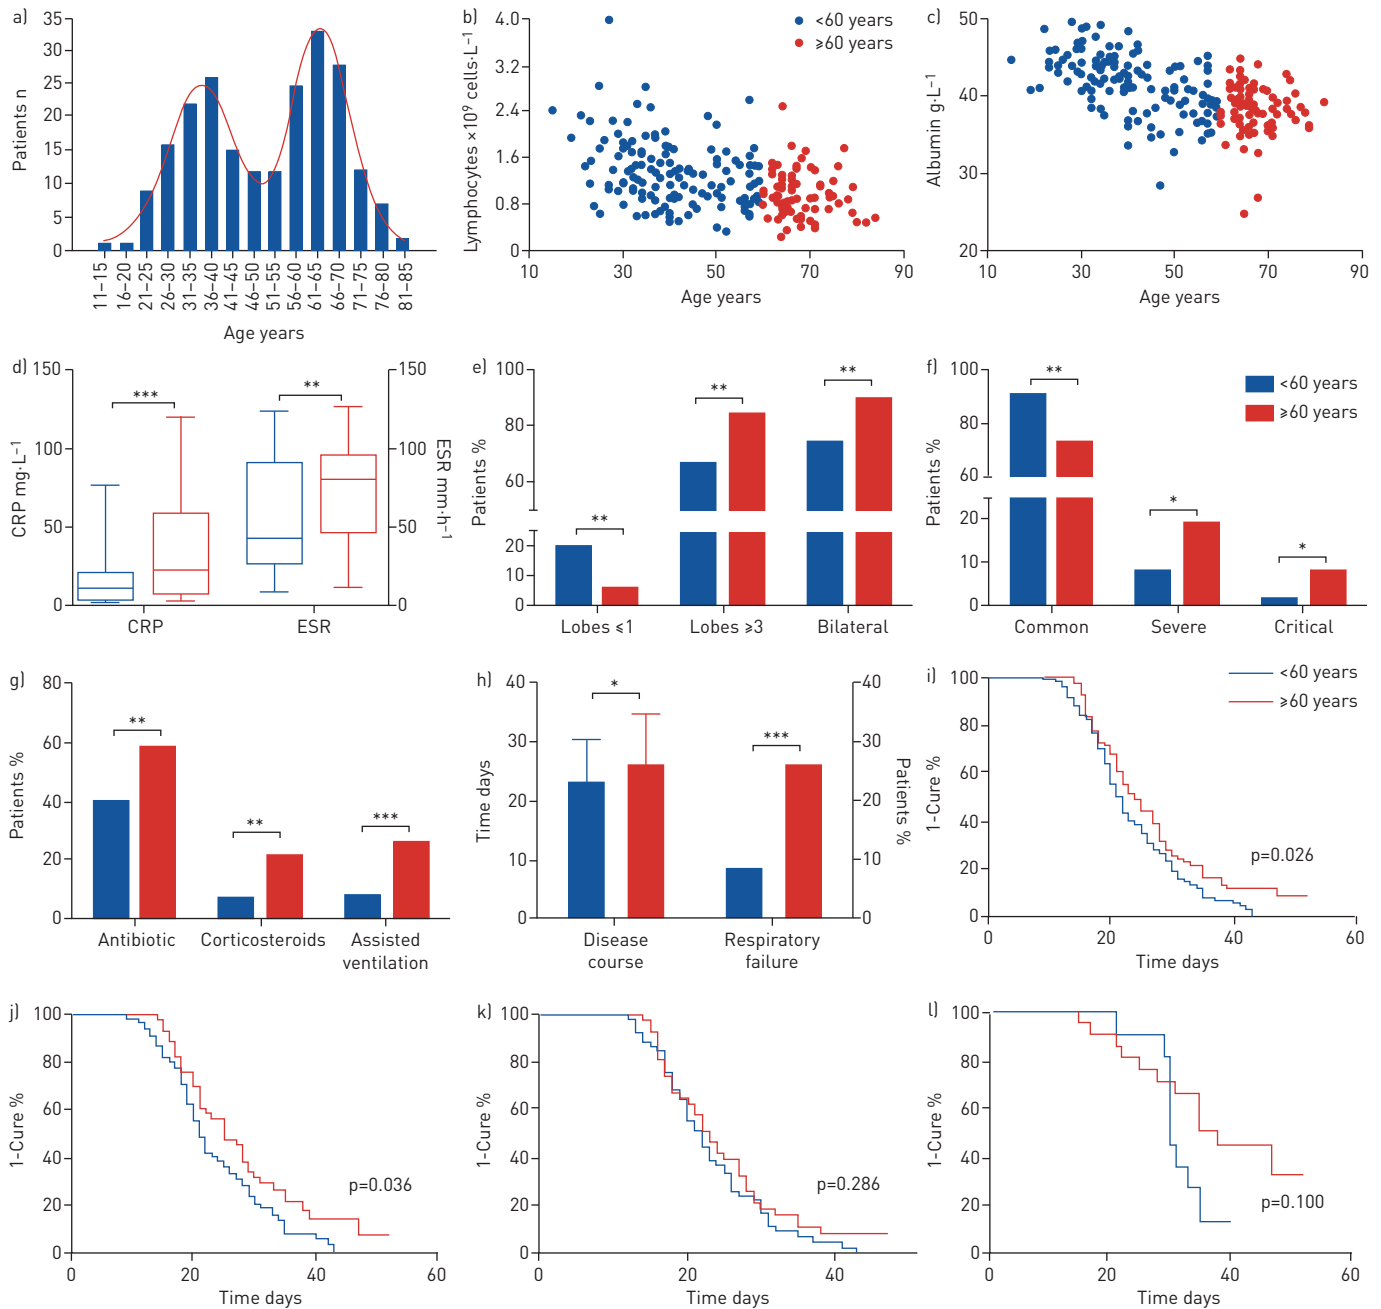 a)
35
30
25
20
15
10
5
0
Patients n
11–15
16–20
21–25
26–30
31–35
36–40
41–45
46–50
51–55
56–60
61–65
66–70
71–75
76–80
81–85
Age years
b)
4.0
3.2
2.4
1.6
0.8
0
Lymphocytes ×10⁹ cells·L⁻¹
<60 years
≥60 years
10 30 50 70 90
Age years
c)
50
40
30
20
Albumin g·L⁻¹
10 30 50 70 90
Age years
d)
150
100
50
0
CRP mg·L⁻¹
***
**
150
100
50
0
ESR mm·h⁻¹
CRP ESR
e)
100
80
60
20
10
0
Patients %
**
**
**
Lobes ≤1 Lobes ≥3 Bilateral
f)
100
80
60
20
10
0
Patients %
**
*
*
<60 years
≥60 years
Common Severe Critical
g)
80
60
40
20
0
Patients %
**
**
***
Antibiotic Corticosteroids Assisted
ventilation
h)
40
30
20
10
0
Time days
*
***
40
30
20
10
0
Patients %
Disease Respiratory
course failure
i)
100
80
60
40
20
0
1-Cure %
<60 years
≥60 years
p=0.026
0 20 40 60
Time days
j)
100
80
60
40
20
0
1-Cure %
p=0.036
0 20 40 60
Time days
k)
100
80
60
40
20
0
1-Cure %
p=0.286
0 20 40
Time days
l)
100
80
60
40
20
0
1-Cure %
p=0.100
0 20 40 60
Time days